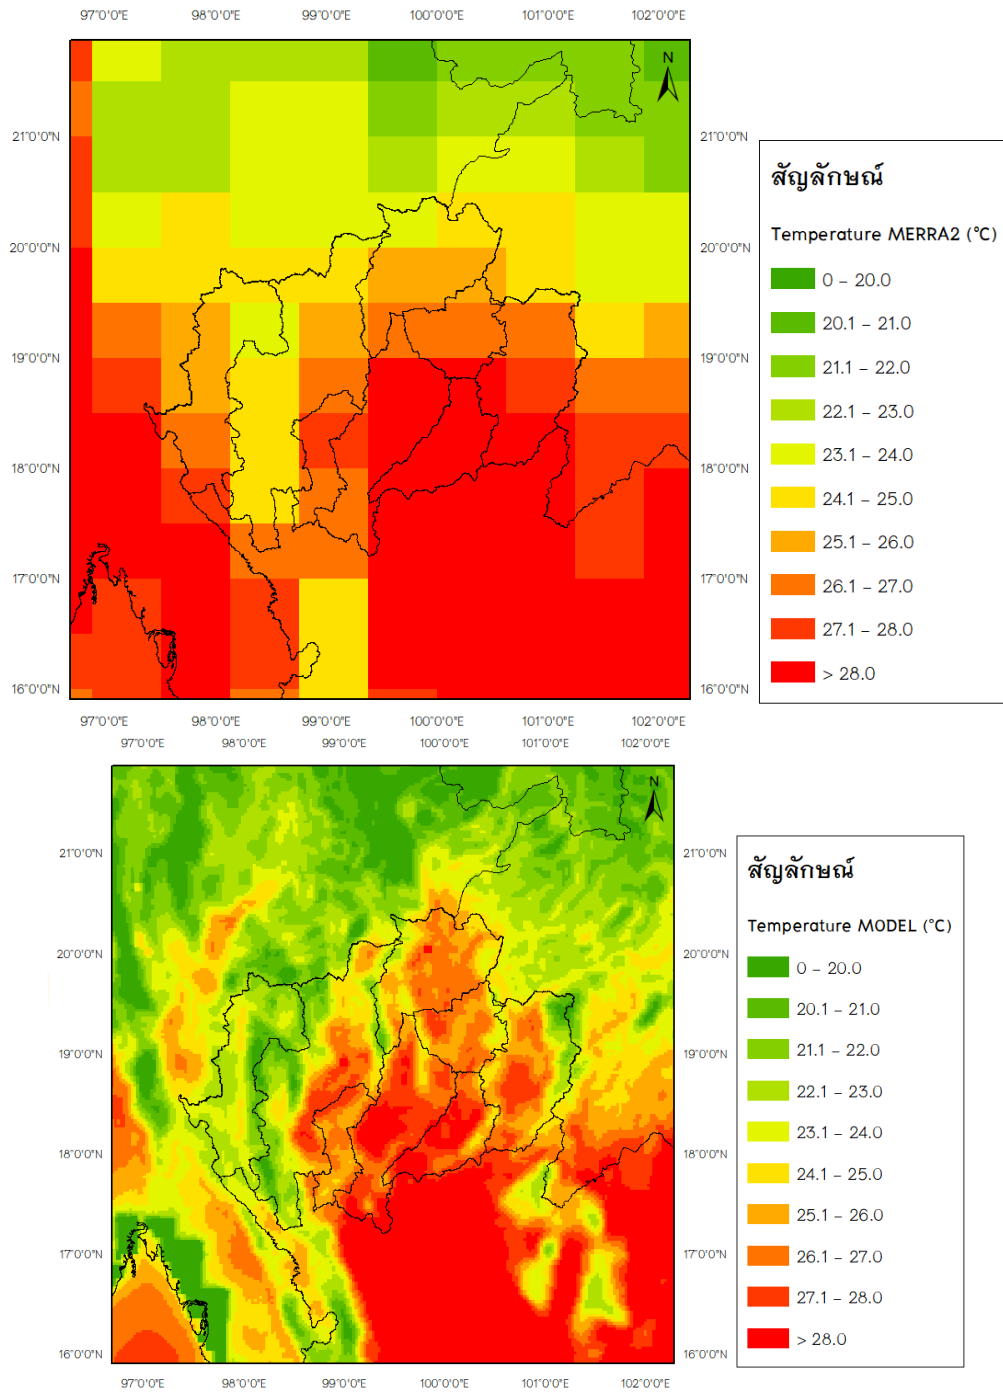 97°0'0"E 98°0'0"E 99°0'0"E 100°0'0"E 101°0'0"E 102°0'0"E
N
21°0'0"N 21°0'0"N
20°0'0"N 20°0'0"N
19°0'0"N 19°0'0"N
18°0'0"N 18°0'0"N
17°0'0"N 17°0'0"N
16°0'0"N 16°0'0"N
97°0'0"E 98°0'0"E 99°0'0"E 100°0'0"E 101°0'0"E 102°0'0"E
สัญลักษณ์
Temperature MERRA2 (°C)
0 – 20.0
20.1 – 21.0
21.1 – 22.0
22.1 – 23.0
23.1 – 24.0
24.1 – 25.0
25.1 – 26.0
26.1 – 27.0
27.1 – 28.0
> 28.0
97°0'0"E 98°0'0"E 99°0'0"E 100°0'0"E 101°0'0"E 102°0'0"E
N
21°0'0"N 21°0'0"N
20°0'0"N 20°0'0"N
19°0'0"N 19°0'0"N
18°0'0"N 18°0'0"N
17°0'0"N 17°0'0"N
16°0'0"N 16°0'0"N
97°0'0"E 98°0'0"E 99°0'0"E 100°0'0"E 101°0'0"E 102°0'0"E
สัญลักษณ์
Temperature MODEL (°C)
0 – 20.0
20.1 – 21.0
21.1 – 22.0
22.1 – 23.0
23.1 – 24.0
24.1 – 25.0
25.1 – 26.0
26.1 – 27.0
27.1 – 28.0
> 28.0